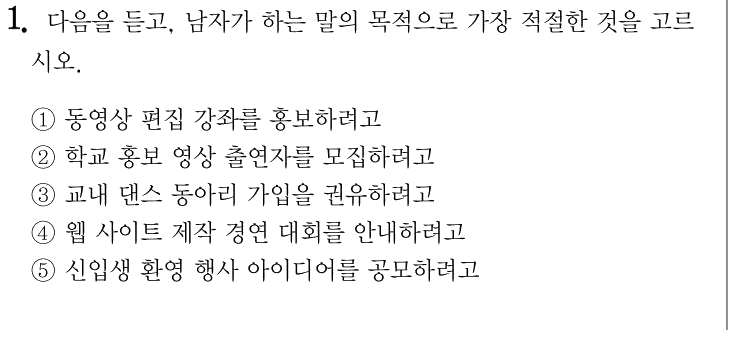 1. 다음을 듣고, 남자가 하는 말의 목적으로 가장 적절한 것을 고르
시오.
① 동영상 편집 강좌를 홍보하려고
② 학교 홍보 영상 출연자를 모집하려고
③ 교내 댄스 동아리 가입을 권유하려고
④ 웹 사이트 제작 경연 대회를 안내하려고
⑤ 신입생 환영 행사 아이디어를 공모하려고